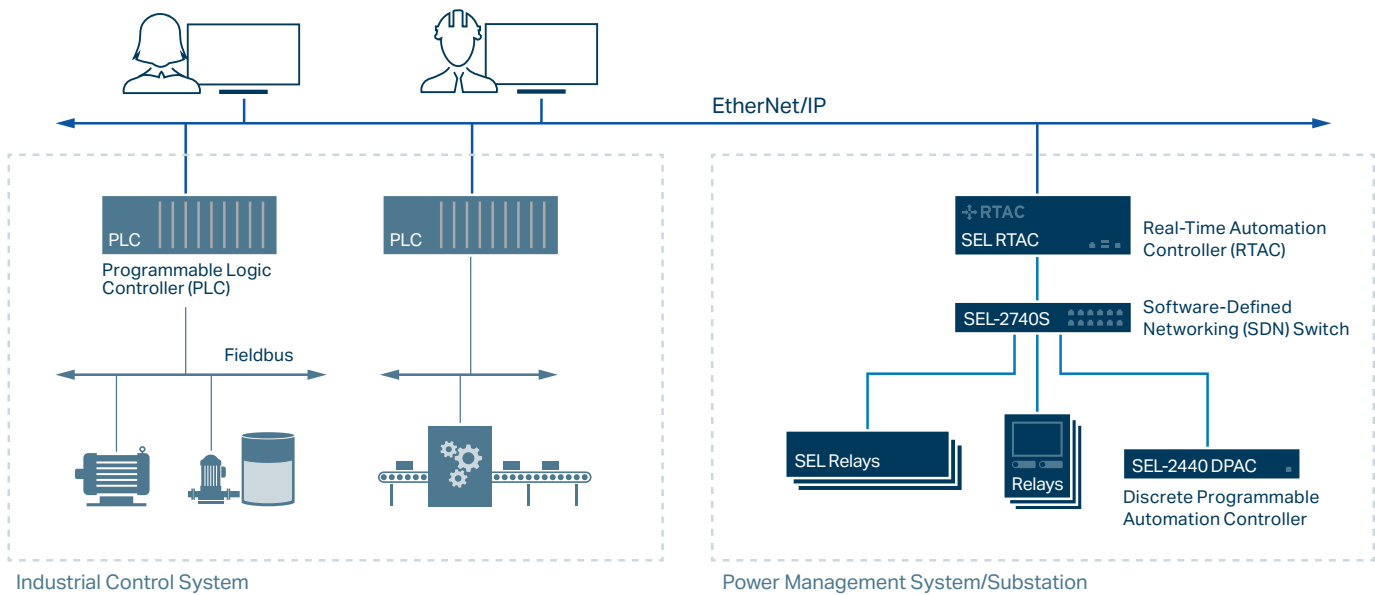 EtherNet/IP
PLC
Programmable Logic
Controller (PLC)
Fieldbus
PLC
Industrial Control System
RTAC
SEL RTAC
Real-Time Automation
Controller (RTAC)
SEL-2740S
Software-Defined
Networking (SDN) Switch
SEL Relays
Relays
SEL-2440 DPAC
Discrete Programmable
Automation Controller
Power Management System/Substation